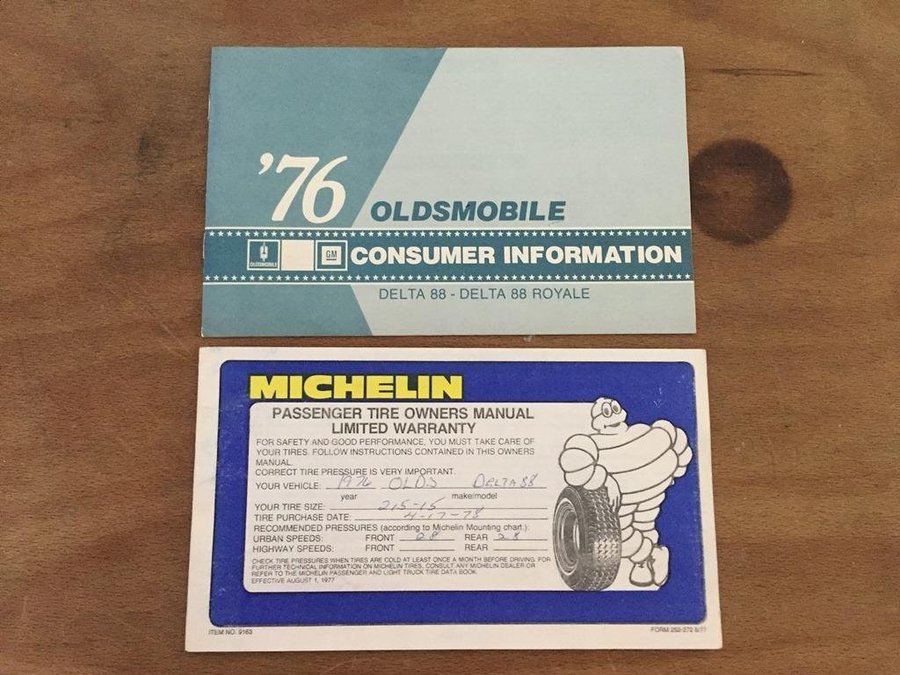 '76 OLDSMOBILE
OLDSMOBILE GM CONSUMER INFORMATION
DELTA 88 - DELTA 88 ROYALE
MICHELIN
PASSENGER TIRE OWNERS MANUAL
LIMITED WARRANTY
FOR SAFETY AND GOOD PERFORMANCE, YOU MUST TAKE CARE OF
YOUR TIRES. FOLLOW INSTRUCTIONS CONTAINED IN THIS OWNERS
MANUAL.
CORRECT TIRE PRESSURE IS VERY IMPORTANT.
YOUR VEHICLE: 1976 OLDS DELTA 88
year make/model
YOUR TIRE SIZE: 215-15
TIRE PURCHASE DATE: 4-17-78
RECOMMENDED PRESSURES (according to Michelin Mounting chart):
URBAN SPEEDS: FRONT 28 REAR 28
HIGHWAY SPEEDS: FRONT REAR
CHECK TIRE PRESSURES WHEN TIRES ARE COLD AT LEAST ONCE A MONTH BEFORE DRIVING. FOR
FURTHER TECHNICAL INFORMATION ON MICHELIN TIRES, CONSULT ANY MICHELIN DEALER OR
REFER TO THE MICHELIN PASSENGER AND LIGHT TRUCK TIRE DATA BOOK.
EFFECTIVE AUGUST 1, 1977
ITEM NO. 9163 FORM 252-272 8/77